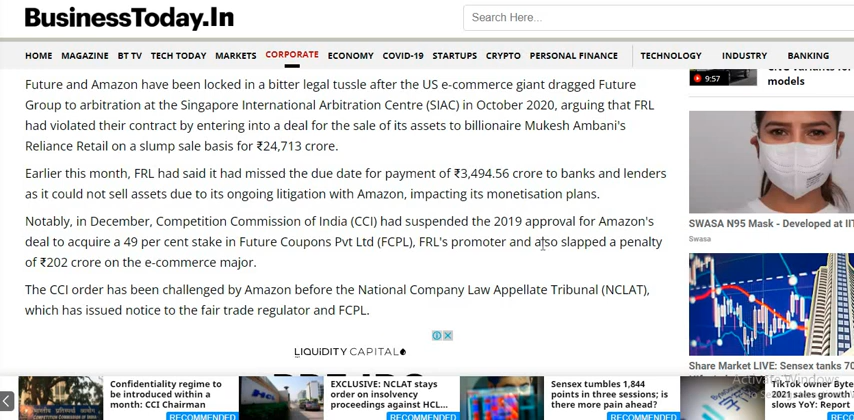 BusinessToday.In
Search Here...
HOME MAGAZINE BT TV TECH TODAY MARKETS CORPORATE ECONOMY COVID-19 STARTUPS CRYPTO PERSONAL FINANCE TECHNOLOGY INDUSTRY BANKING
Future and Amazon have been locked in a bitter legal tussle after the US e-commerce giant dragged Future
Group to arbitration at the Singapore International Arbitration Centre (SIAC) in October 2020, arguing that FRL
had violated their contract by entering into a deal for the sale of its assets to billionaire Mukesh Ambani's
Reliance Retail on a slump sale basis for ₹24,713 crore.
Earlier this month, FRL had said it had missed the due date for payment of ₹3,494.56 crore to banks and lenders
as it could not sell assets due to its ongoing litigation with Amazon, impacting its monetisation plans.
Notably, in December, Competition Commission of India (CCI) had suspended the 2019 approval for Amazon's
deal to acquire a 49 per cent stake in Future Coupons Pvt Ltd (FCPL), FRL's promoter and also slapped a penalty
of ₹202 crore on the e-commerce major.
The CCI order has been challenged by Amazon before the National Company Law Appellate Tribunal (NCLAT),
which has issued notice to the fair trade regulator and FCPL.
LIQUIDITY CAPITAL
9:57
models
SWASA N95 Mask - Developed at IIT
Swasa
Share Market LIVE: Sensex tanks 70
Confidentiality regime to
be introduced within a
month: CCI Chairman
RECOMMENDED
EXCLUSIVE: NCLAT stays
order on insolvency
proceedings against HCL...
RECOMMENDED
Sensex tumbles 1,844
points in three sessions; is
there more pain ahead?
RECOMMENDED
TikTok owner Byte
2021 sales growth
slows YoY: Report
RECOMMENDED